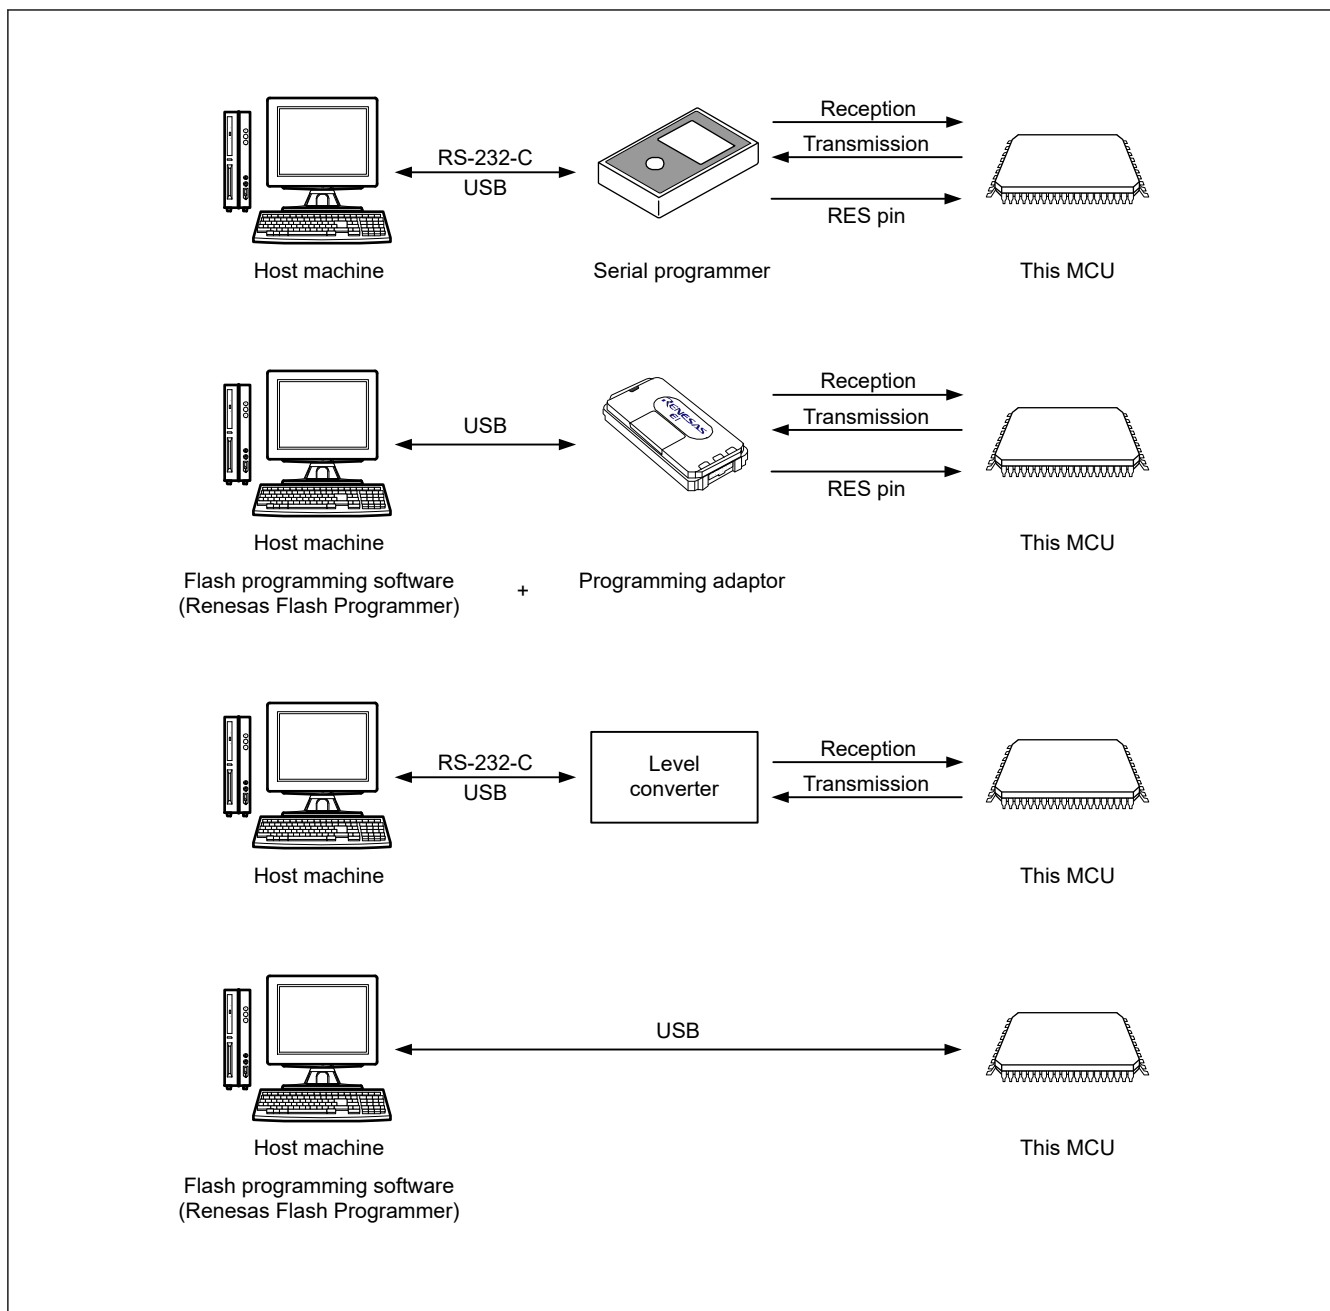 Reception
RS-232-C
Transmission
USB
RES pin
Host machine
Serial programmer
This MCU
Reception
USB
Transmission
RENESAS
E1
RES pin
Host machine
This MCU
Flash programming software
(Renesas Flash Programmer)
+
Programming adaptor
RS-232-C
USB
Level
converter
Reception
Transmission
Host machine
This MCU
USB
Host machine
This MCU
Flash programming software
(Renesas Flash Programmer)